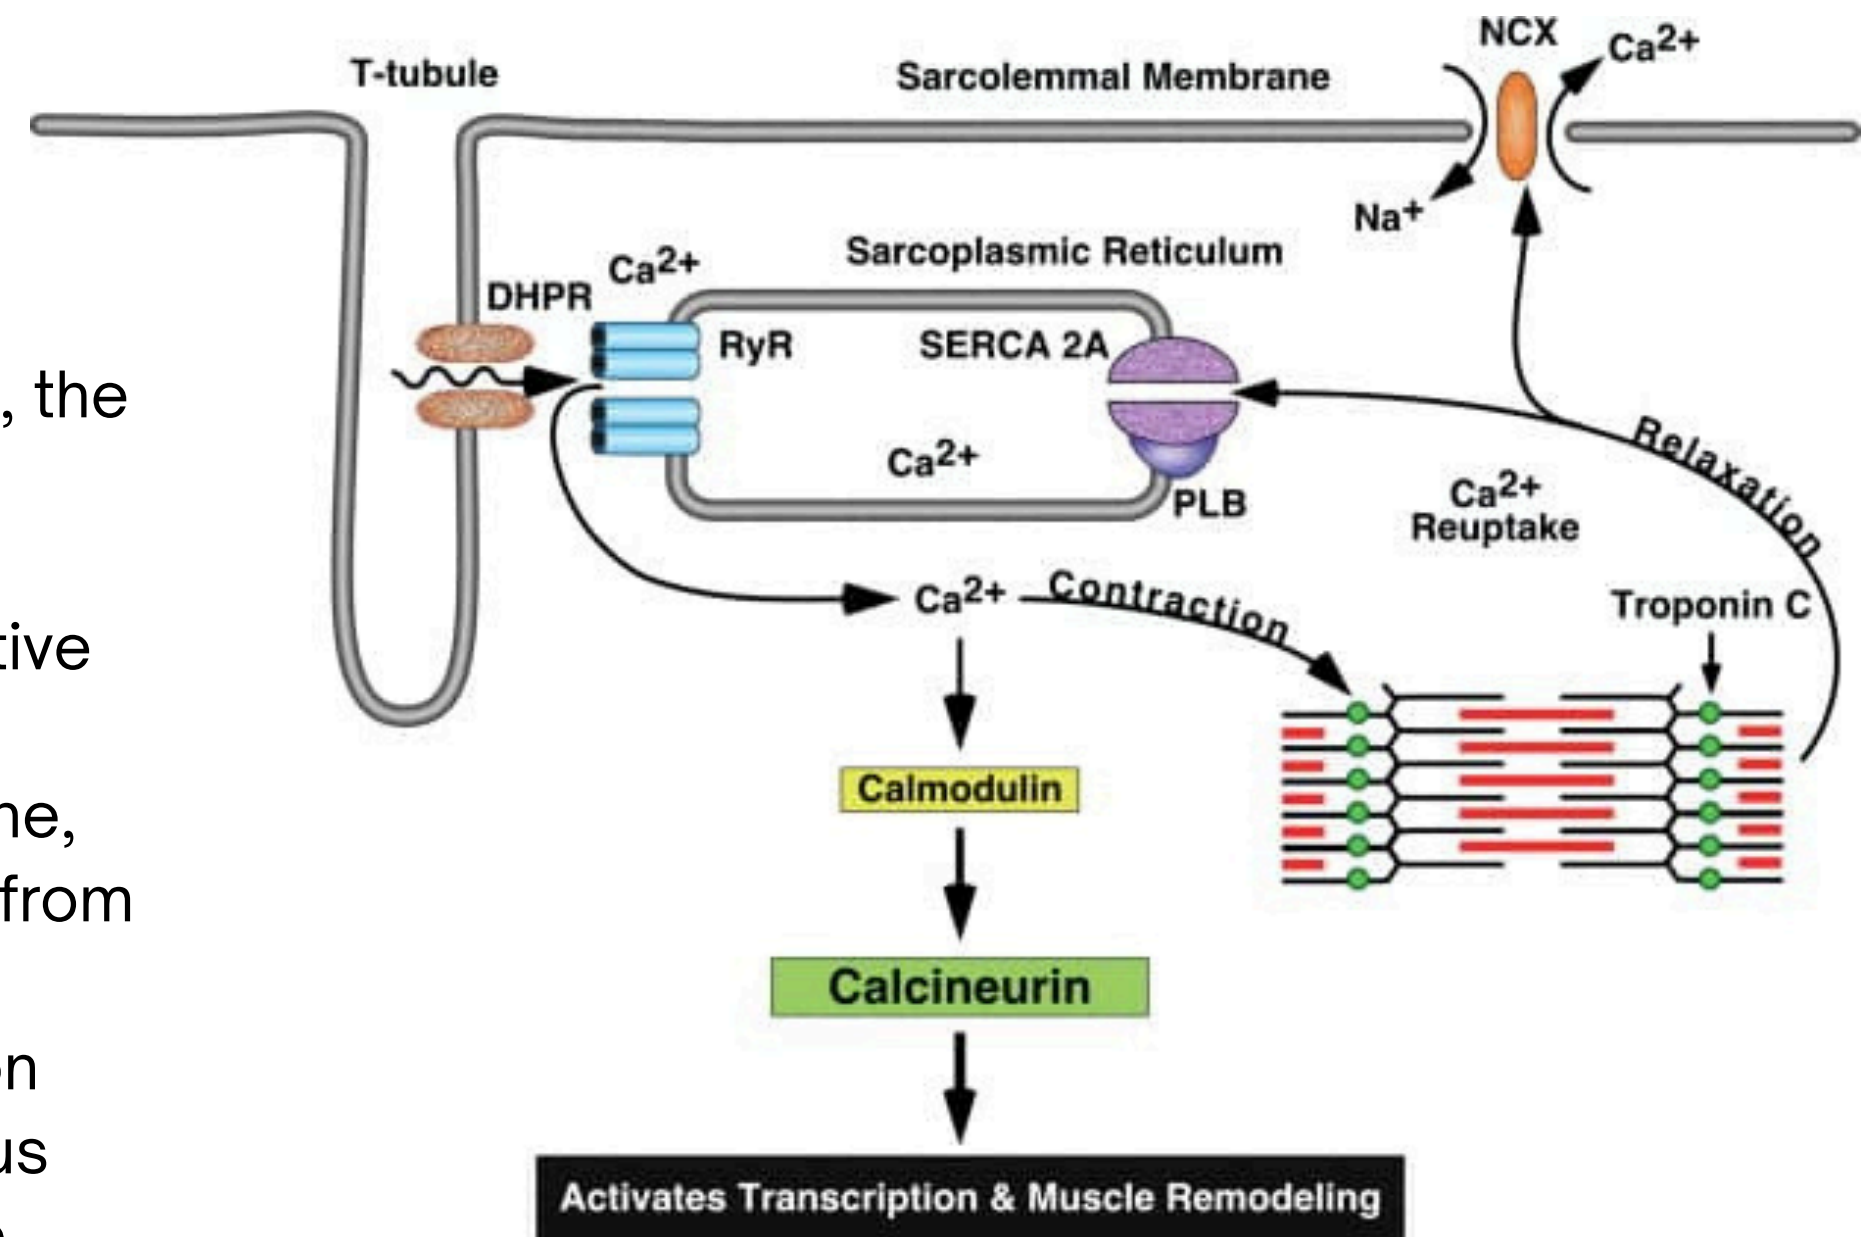 , the
tive
ne,
from
on
us
T-tubule
Sarcolemmal Membrane
NCX
Ca2+
Na+
Sarcoplasmic Reticulum
DHPR
Ca2+
RyR
SERCA 2A
Ca2+
PLB
Relaxation
Ca2+
Reuptake
Ca2+
Contraction
Troponin C
Calmodulin
Calcineurin
Activates Transcription & Muscle Remodeling